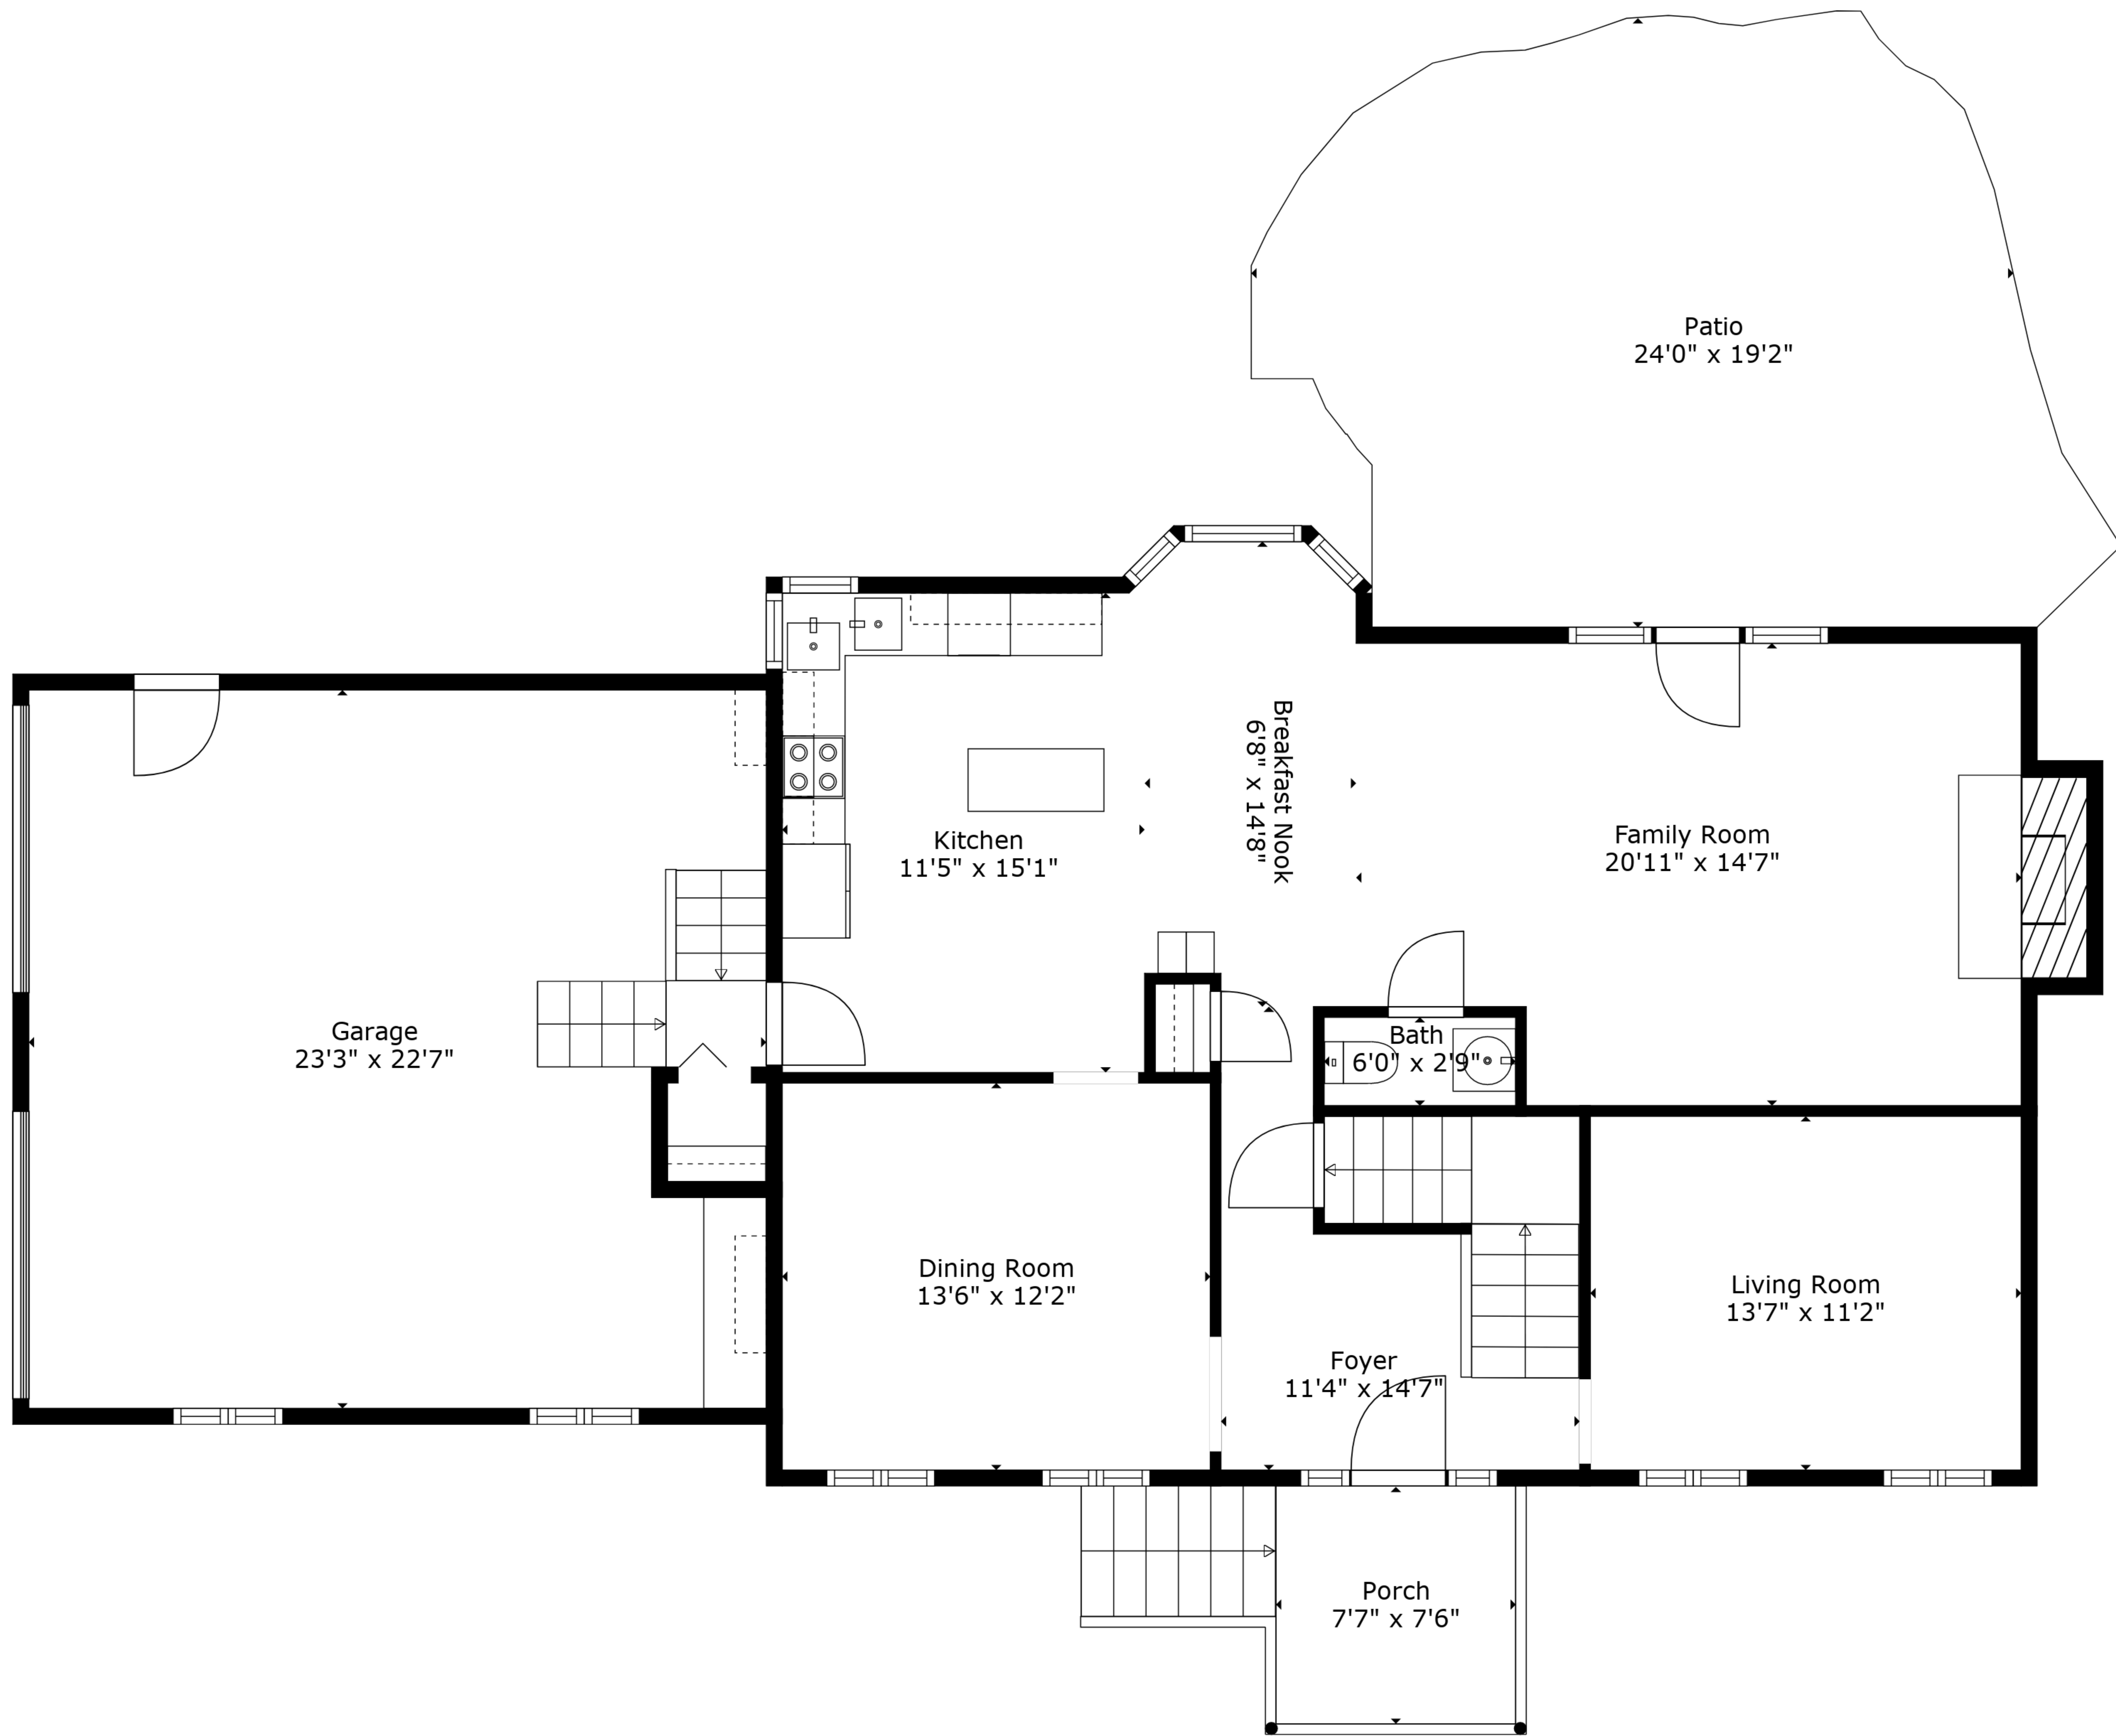 Patio
24'0" x 19'2"
Breakfast Nook
6'8" x 14'8"
Kitchen
11'5" x 15'1"
Family Room
20'11" x 14'7"
Garage
23'3" x 22'7"
Bath
6'0" x 2'9"
Dining Room
13'6" x 12'2"
Living Room
13'7" x 11'2"
Foyer
11'4" x 14'7"
Porch
7'7" x 7'6"